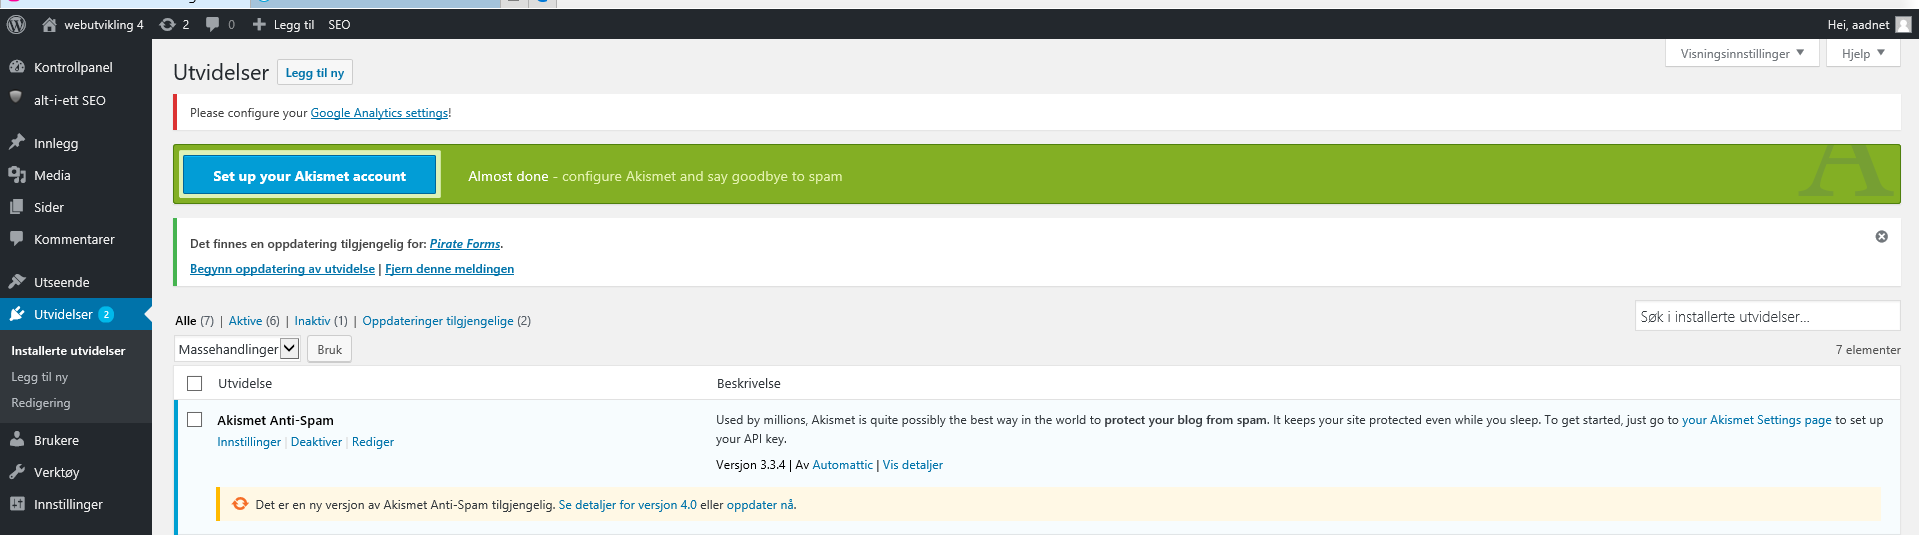 webutvikling 4 2 0 Legg til SEO Hei, aadnet
Kontrollpanel
alt-i-ett SEO
Innlegg
Media
Sider
Kommentarer
Utseende
Utvidelser 2
Installerte utvidelser
Legg til ny
Redigering
Brukere
Verktøy
Innstillinger
Visningsinnstillinger Hjelp
Utvidelser Legg til ny
Please configure your Google Analytics settings!
Set up your Akismet account Almost done - configure Akismet and say goodbye to spam
A
Det finnes en oppdatering tilgjengelig for: Pirate Forms.
Begynn oppdatering av utvidelse | Fjern denne meldingen
Alle (7) | Aktive (6) | Inaktiv (1) | Oppdateringer tilgjengelige (2)
Søk i installerte utvidelser...
Massehandlinger Bruk 7 elementer
Utvidelse Beskrivelse
Akismet Anti-Spam
Innstillinger | Deaktiver | Rediger
Used by millions, Akismet is quite possibly the best way in the world to protect your blog from spam. It keeps your site protected even while you sleep. To get started, just go to your Akismet Settings page to set up
your API key.
Versjon 3.3.4 | Av Automattic | Vis detaljer
Det er en ny versjon av Akismet Anti-Spam tilgjengelig. Se detaljer for versjon 4.0 eller oppdater nå.